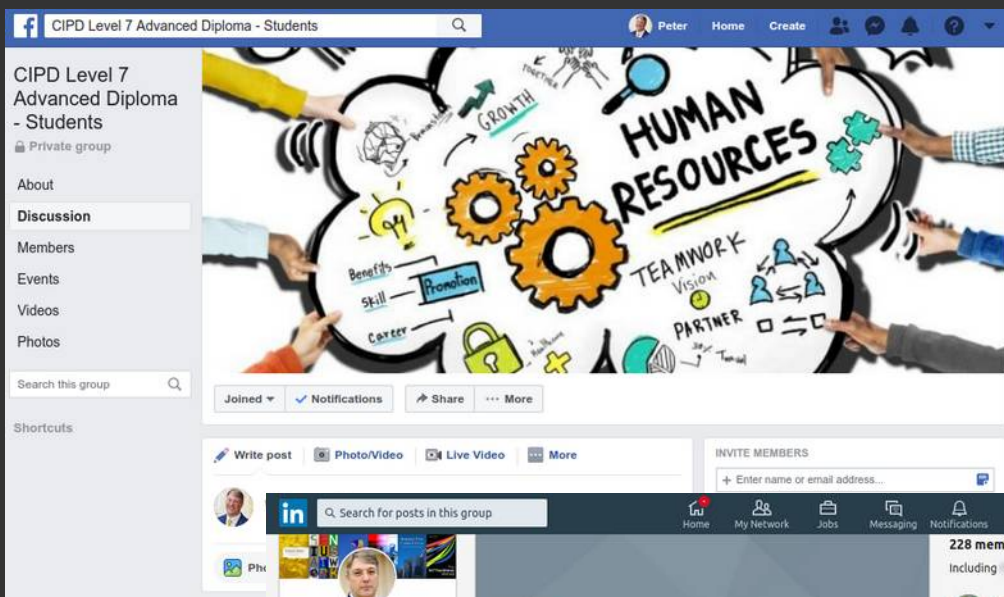 CIPD Level 7 Advanced Diploma - Students
Peter
Home
Create
CIPD Level 7
Advanced Diploma
- Students
Private group
About
Discussion
Members
Events
Videos
Photos
Search this group
Shortcuts
TOGETHER
GROWTH
HUMAN
RESOURCES
Benefits
Skill
Career
Promotion
TEAMWORK
Vision
PARTNER
Healthcare
Joined
Notifications
Share
More
Write post
Photo/Video
Live Video
More
INVITE MEMBERS
+ Enter name or email address...
Pho
in
Search for posts in this group
Home
My Network
Jobs
Messaging
Notifications
228 mem
Including